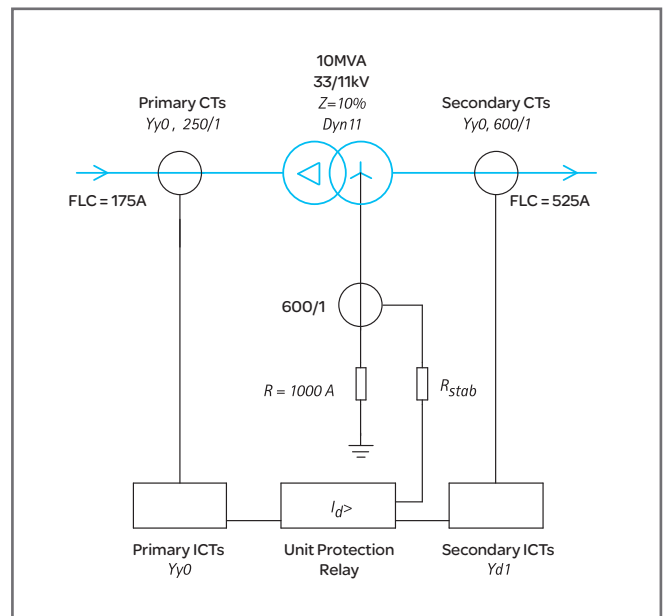 10MVA
33/11kV
Z=10%
Dyn11
Primary CTs
Yy0 , 250/1
Secondary CTs
Yy0, 600/1
FLC = 175A
FLC = 525A
600/1
R = 1000 A
Rstab
Id>
Primary ICTs
Yy0
Unit Protection
Relay
Secondary ICTs
Yd1